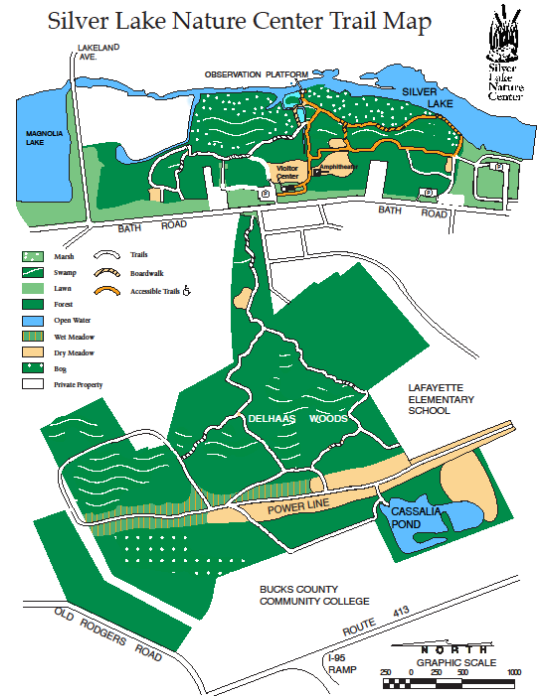 Silver Lake Nature Center Trail Map
Silver
Lake
Nature
Center
LAKELAND
AVE.
OBSERVATION PLATFORM
SILVER
LAKE
MAGNOLIA
LAKE
Visitor
Center
Amphitheater
P
P
BATH ROAD
BATH ROAD
Marsh
Swamp
Lawn
Forest
Open Water
Wet Meadow
Dry Meadow
Bog
Private Property
Trails
Boardwalk
Accessible Trails
LAFAYETTE
ELEMENTARY
SCHOOL
DELHAAS WOODS
POWER LINE
CASSALIA
POND
BUCKS COUNTY
COMMUNITY COLLEGE
OLD RODGERS ROAD
ROUTE 413
I-95
RAMP
NORTH
GRAPHIC SCALE
250 0 250 500 1000